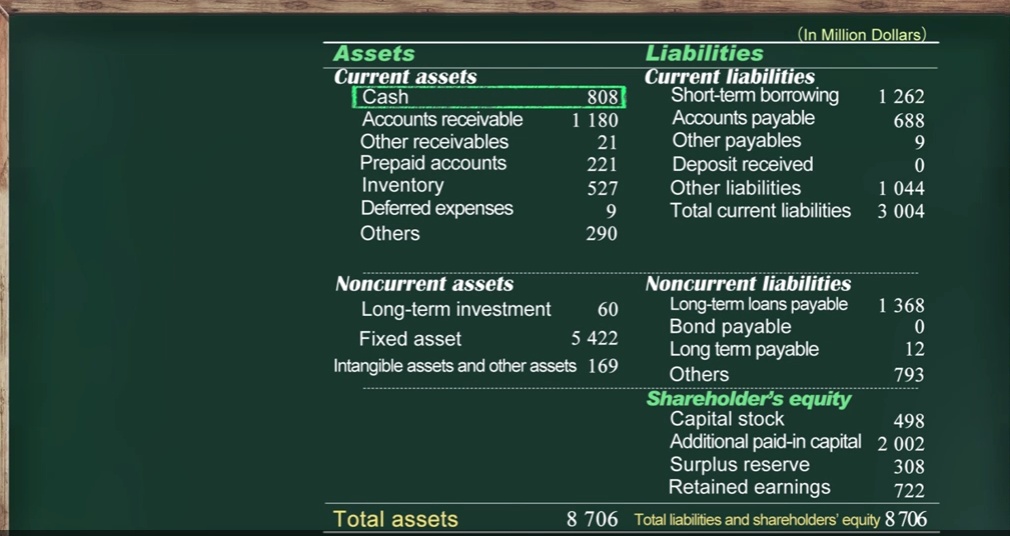 (In Million Dollars)
Assets
Current assets
Cash 808
Accounts receivable 1 180
Other receivables 21
Prepaid accounts 221
Inventory 527
Deferred expenses 9
Others 290
Noncurrent assets
Long-term investment 60
Fixed asset 5 422
Intangible assets and other assets 169
Total assets 8 706
Liabilities
Current liabilities
Short-term borrowing 1 262
Accounts payable 688
Other payables 9
Deposit received 0
Other liabilities 1 044
Total current liabilities 3 004
Noncurrent liabilities
Long-term loans payable 1 368
Bond payable 0
Long term payable 12
Others 793
Shareholder's equity
Capital stock 498
Additional paid-in capital 2 002
Surplus reserve 308
Retained earnings 722
Total liabilities and shareholders' equity 8 706